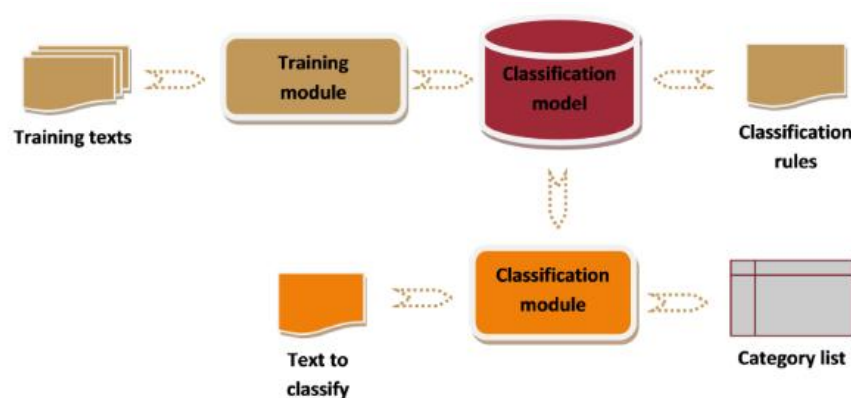 Training texts
Training
module
Classification
model
Classification
rules
Text to
classify
Classification
module
Category list